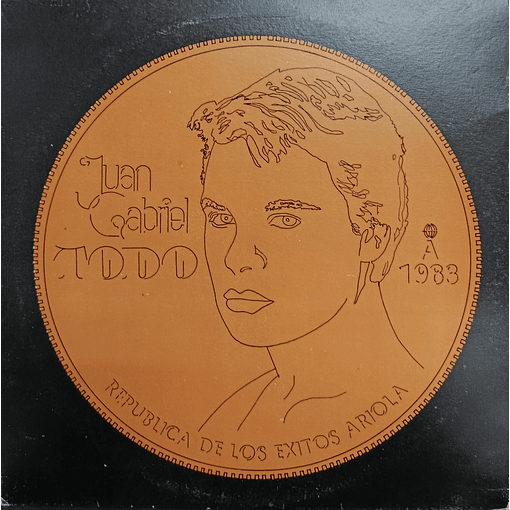 Juan
Gabriel
TODO
A
1983
REPUBLICA DE LOS EXITOS ARIOLA